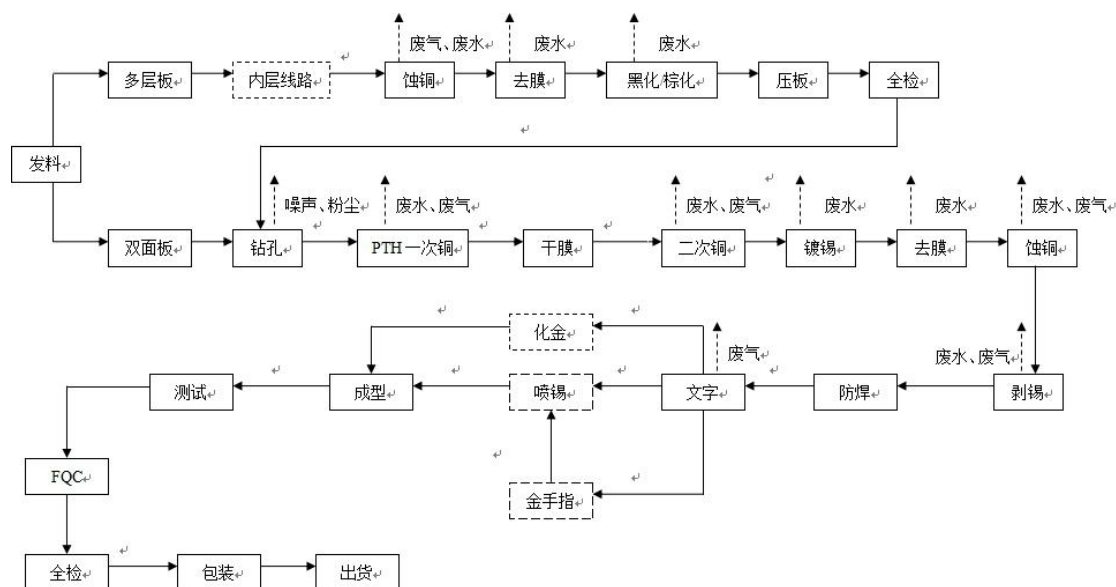 废气、废水
废水
废水
多层板
内层线路
蚀铜
去膜
黑化/棕化
压板
全检
发料
噪声、粉尘
废水、废气
废水、废气
废水
废水
废水、废气
双面板
钻孔
PTH 一次铜
干膜
二次铜
镀锡
去膜
蚀铜
化金
废气
废水、废气
测试
成型
喷锡
文字
防焊
剥锡
FQC
金手指
全检
包装
出货